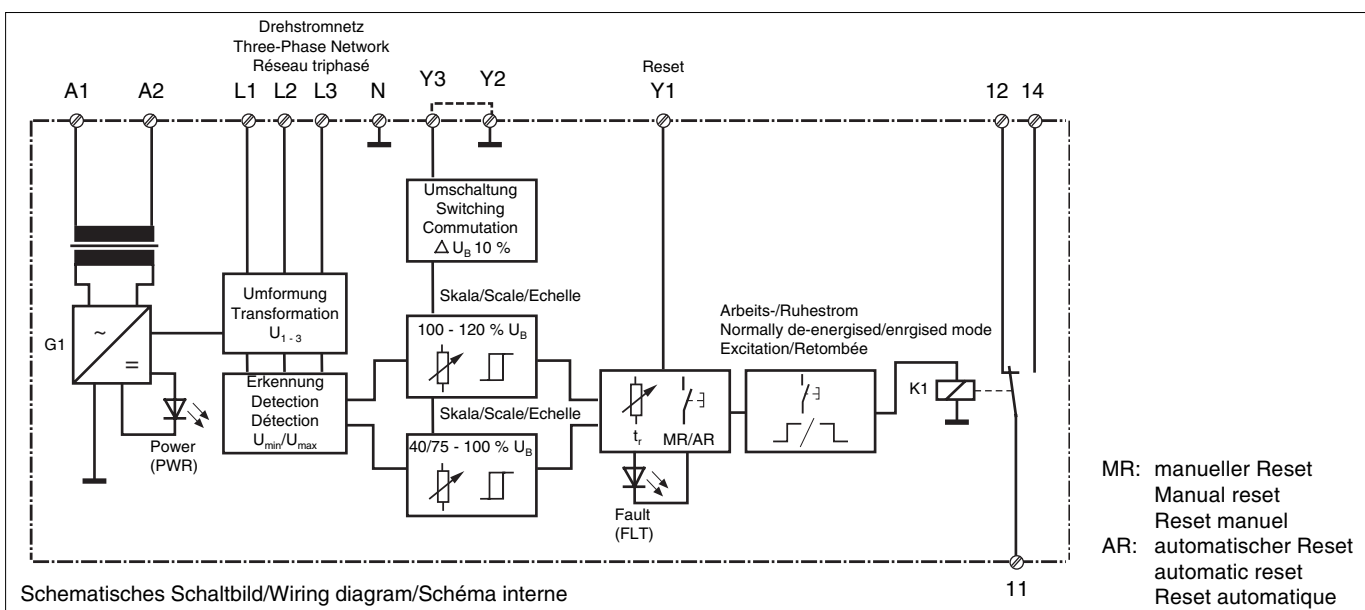 Drehstromnetz
Three-Phase Network
Réseau triphasé
A1 A2 L1 L2 L3 N Y3 Y2
Reset
Y1
12 14
Umschaltung
Switching
Commutation
△ U_B 10 %
Umformung
Transformation
U_1 - 3
G1
~
=
Skala/Scale/Echelle
100 - 120 % U_B
Erkennung
Detection
Détection
U_min/U_max
Skala/Scale/Echelle
40/75 - 100 % U_B
Power
(PWR)
t_r MR/AR
Fault
(FLT)
Arbeits-/Ruhestrom
Normally de-energised/enrgised mode
Excitation/Retombée
K1
11
MR: manueller Reset
Manual reset
Reset manuel
AR: automatischer Reset
automatic reset
Reset automatique
Schematisches Schaltbild/Wiring diagram/Schéma interne